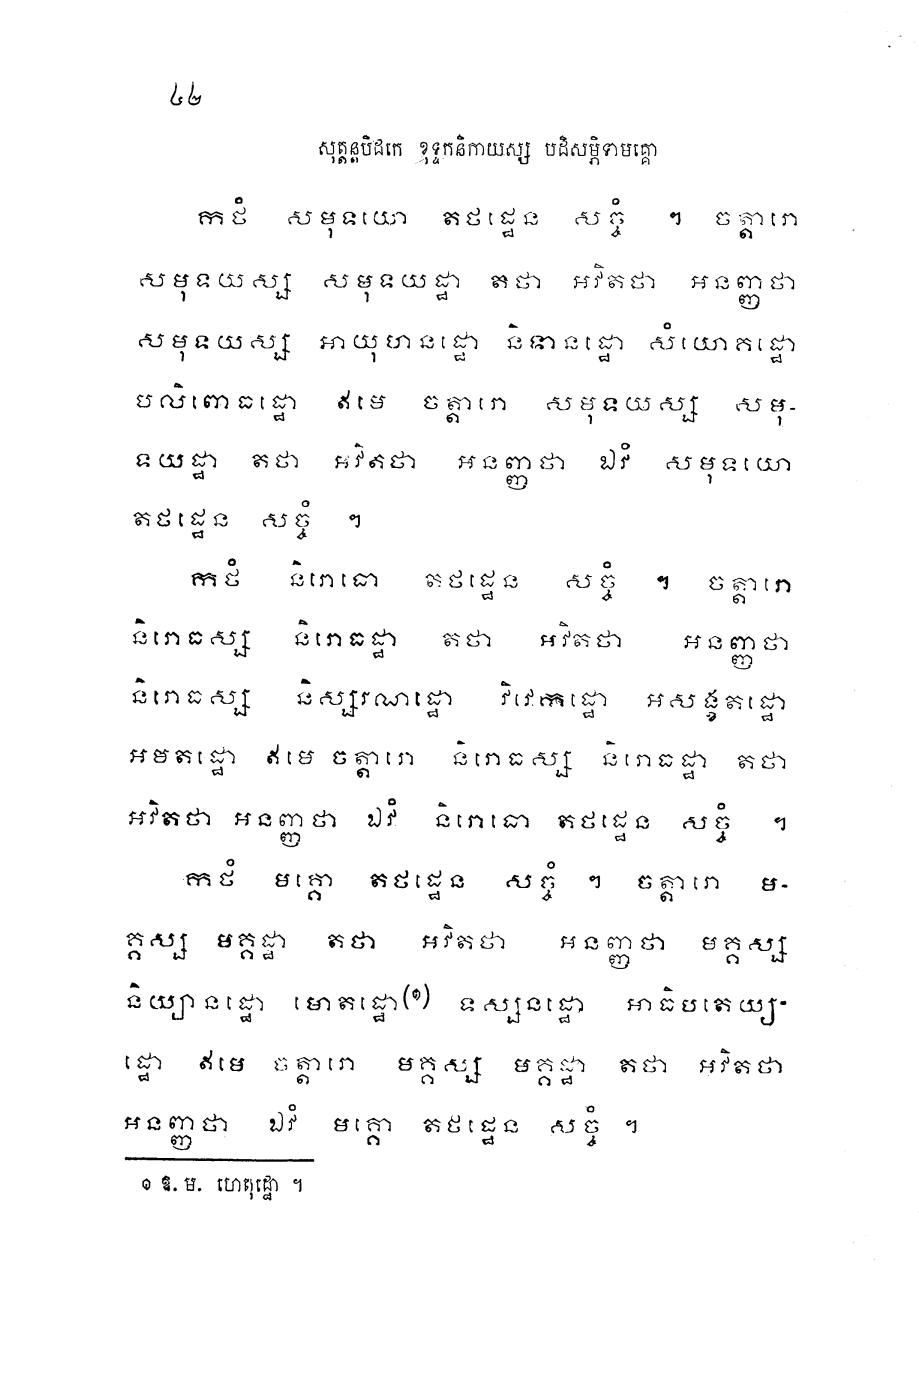 ៤២
សុត្តន្តបិដកេ ខុទ្ទកនិកាយស្ស បដិសម្ភិទាមគ្គោ
កថំ សមុទយោ តថដ្ឋេន សច្ចំ ។ ចត្តារោ
សមុទយស្ស សមុទយដ្ឋា តថា អវិតថា អនញ្ញថា
សមុទយស្ស អាយុហានដ្ឋោ និទានដ្ឋោ សំយោគដ្ឋោ
បលិពោធដ្ឋោ ឥមេ ចត្តារោ សមុទយស្ស សមុ-
ទយដ្ឋា តថា អវិតថា អនញ្ញថា ឯវំ សមុទយោ
តថដ្ឋេន សច្ចំ ។
កថំ និរោធោ តថដ្ឋេន សច្ចំ ។ ចត្តារោ
និរោធស្ស និរោធដ្ឋា តថា អវិតថា អនញ្ញថា
និរោធស្ស និស្សរណដ្ឋោ វិវេកដ្ឋោ អសង្ខតដ្ឋោ
អមតដ្ឋោ ឥមេ ចត្តារោ និរោធស្ស និរោធដ្ឋា តថា
អវិតថា អនញ្ញថា ឯវំ និរោធោ តថដ្ឋេន សច្ចំ ។
កថំ មគ្គោ តថដ្ឋេន សច្ចំ ។ ចត្តារោ ម-
គ្គស្ស មគ្គដ្ឋា តថា អវិតថា អនញ្ញថា មគ្គស្ស
និយ្យានដ្ឋោ មោតដ្ឋោ(១) ទស្សនដ្ឋោ អាធិបតេយ្យ-
ដ្ឋោ ឥមេ ចត្តារោ មគ្គស្ស មគ្គដ្ឋា តថា អវិតថា
អនញ្ញថា ឯវំ មគ្គោ តថដ្ឋេន សច្ចំ ។
១ ឱ. ម. ហេតុដ្ឋោ ។